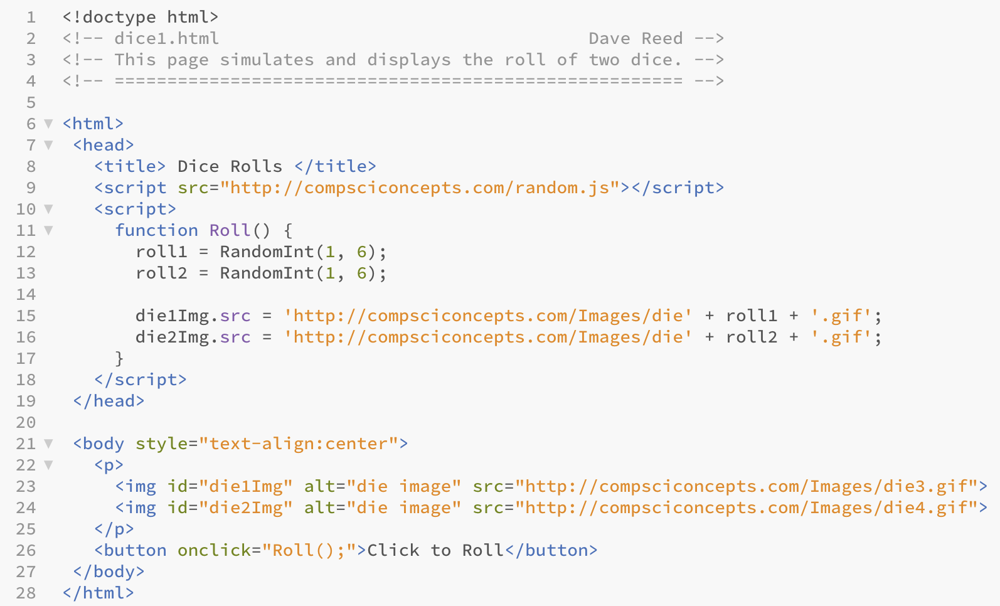 1 <!doctype html>
2 <!-- dice1.html Dave Reed -->
3 <!-- This page simulates and displays the roll of two dice. -->
4 <!-- ====================================================== -->
5
6 <html>
7 <head>
8 <title> Dice Rolls </title>
9 <script src="http://compsciconcepts.com/random.js"></script>
10 <script>
11 function Roll() {
12 roll1 = RandomInt(1, 6);
13 roll2 = RandomInt(1, 6);
14
15 die1Img.src = 'http://compsciconcepts.com/Images/die' + roll1 + '.gif';
16 die2Img.src = 'http://compsciconcepts.com/Images/die' + roll2 + '.gif';
17 }
18 </script>
19 </head>
20
21 <body style="text-align:center">
22 <p>
23 <img id="die1Img" alt="die image" src="http://compsciconcepts.com/Images/die3.gif">
24 <img id="die2Img" alt="die image" src="http://compsciconcepts.com/Images/die4.gif">
25 </p>
26 <button onclick="Roll();">Click to Roll</button>
27 </body>
28 </html>